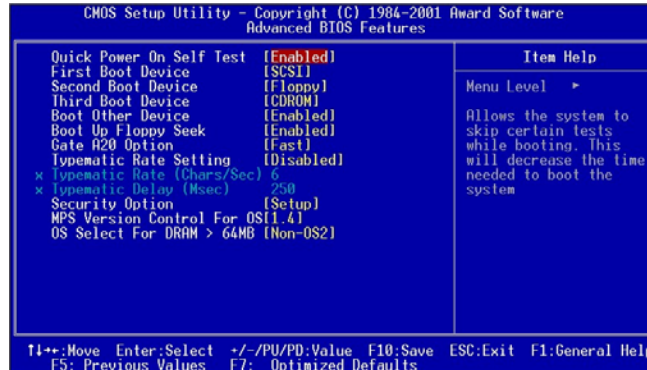 CMOS Setup Utility - Copyright (C) 1984-2001 Award Software
Advanced BIOS Features
Quick Power On Self Test [Enabled]
First Boot Device [SCSI]
Second Boot Device [Floppy]
Third Boot Device [CDROM]
Boot Other Device [Enabled]
Boot Up Floppy Seek [Enabled]
Gate A20 Option [Fast]
Typematic Rate Setting [Disabled]
x Typematic Rate (Chars/Sec) 6
x Typematic Delay (Msec) 250
Security Option [Setup]
MPS Version Control For OS[1.4]
OS Select For DRAM > 64MB [Non-OS2]
Item Help
Menu Level ►
Allows the system to
skip certain tests
while booting. This
will decrease the time
needed to boot the
system
↑↓→←:Move Enter:Select +/-/PU/PD:Value F10:Save ESC:Exit F1:General Help
F5: Previous Values F7: Optimized Defaults